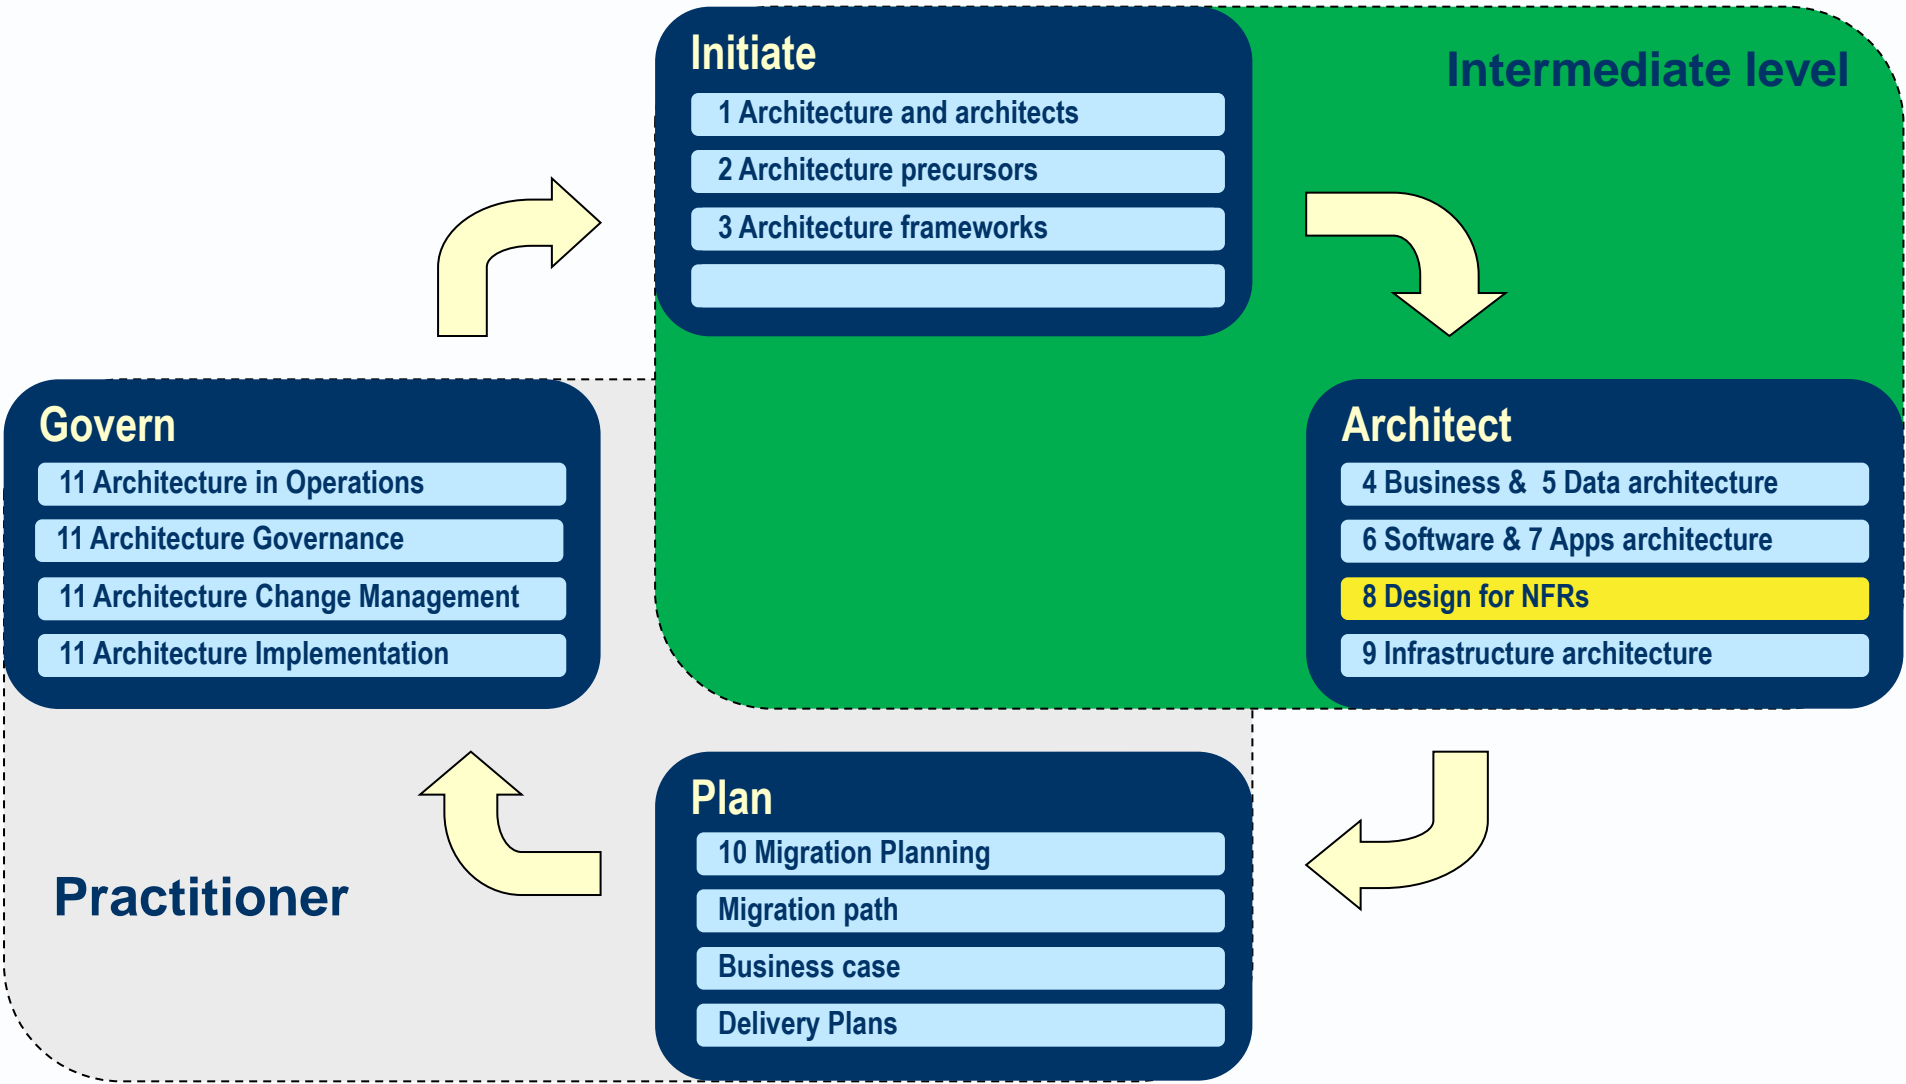 Initiate
1 Architecture and architects
2 Architecture precursors
3 Architecture frameworks
Intermediate level
Govern
11 Architecture in Operations
11 Architecture Governance
11 Architecture Change Management
11 Architecture Implementation
Architect
4 Business & 5 Data architecture
6 Software & 7 Apps architecture
8 Design for NFRs
9 Infrastructure architecture
Plan
10 Migration Planning
Migration path
Business case
Delivery Plans
Practitioner